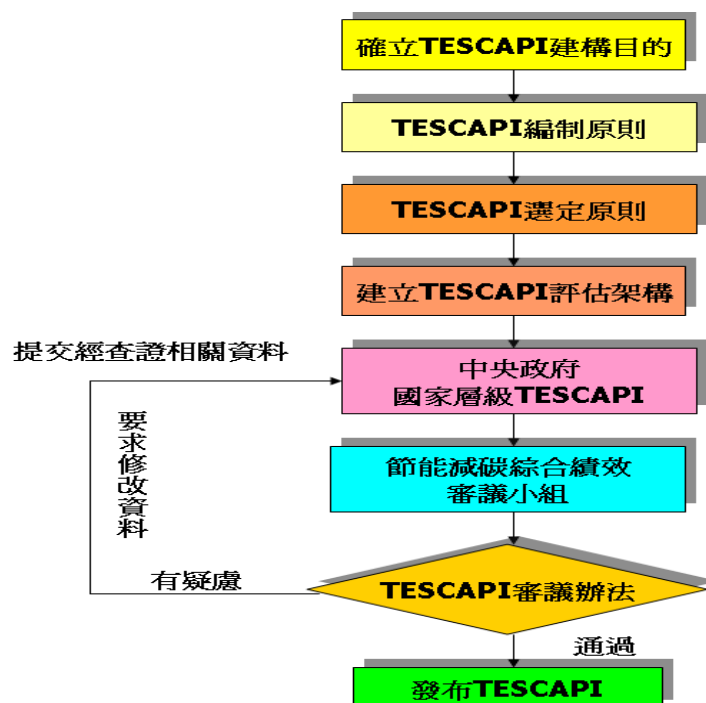 確立TESCAPI建構目的
TESCAPI編制原則
TESCAPI選定原則
建立TESCAPI評估架構
提交經查證相關資料
中央政府
國家層級TESCAPI
要求修改資料
節能減碳綜合績效
審議小組
有疑慮
TESCAPI審議辦法
通過
發布TESCAPI